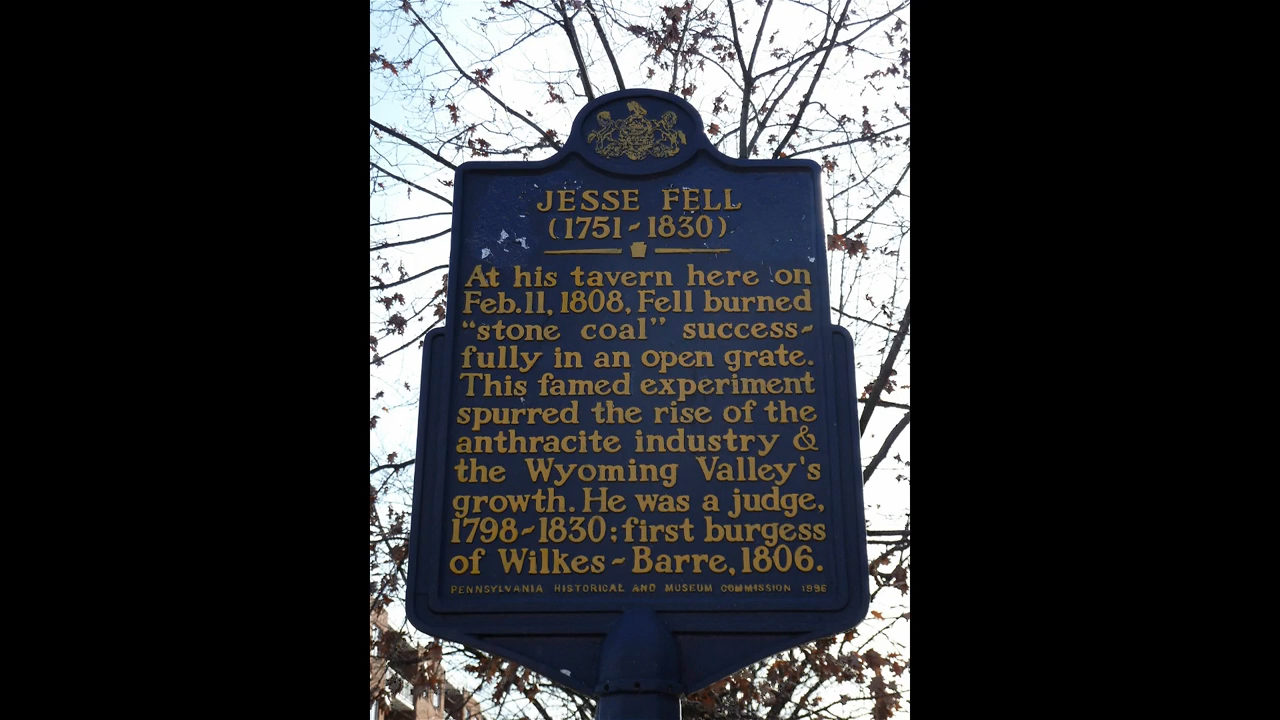 JESSE FELL
(1751-1830)
At his tavern here on
Feb.11, 1808, Fell burned
"stone coal" success-
fully in an open grate.
This famed experiment
spurred the rise of the
anthracite industry &
the Wyoming Valley's
growth. He was a judge,
1798-1830; first burgess
of Wilkes-Barre, 1806.
PENNSYLVANIA HISTORICAL AND MUSEUM COMMISSION 1996